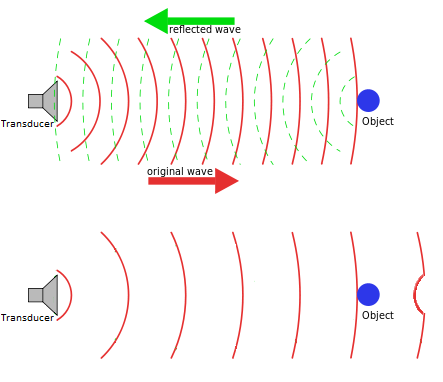 reflected wave
Transducer
Object
original wave
Transducer
Object